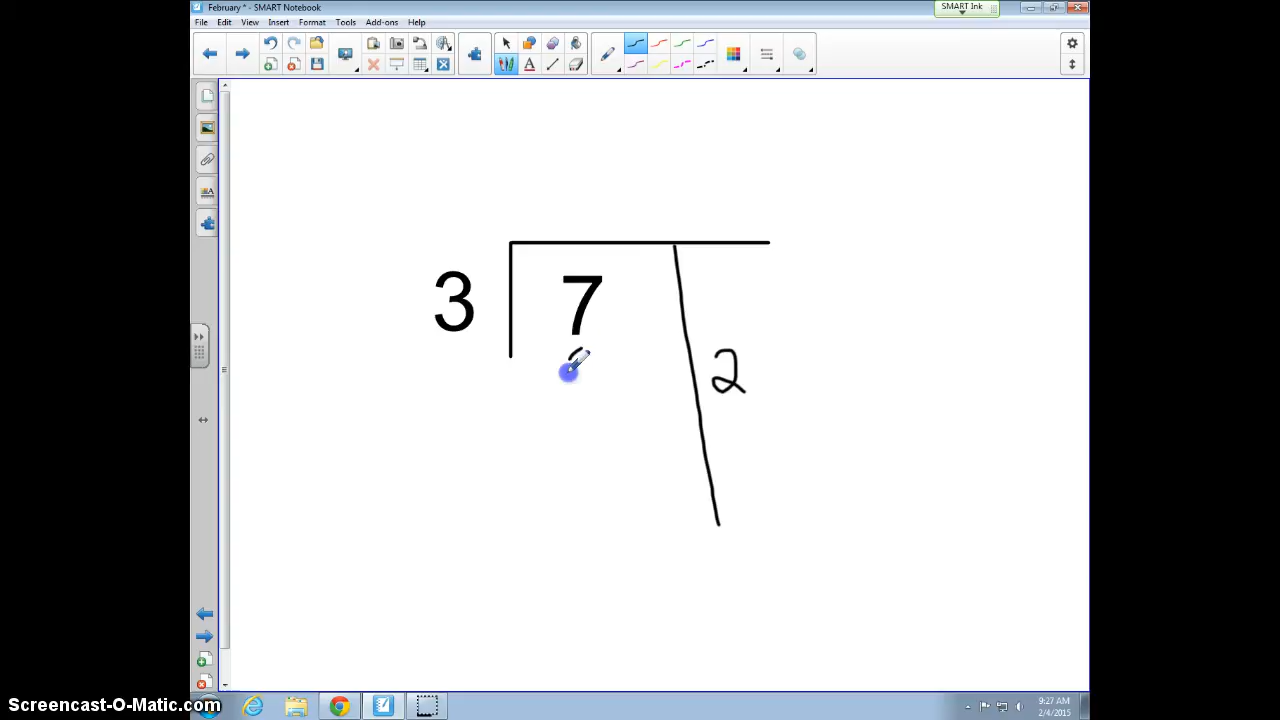 February * - SMART Notebook
SMART Ink
File Edit View Insert Format Tools Add-ons Help
3 7
2
Screencast-O-Matic.com
9:27 AM
2/4/2015